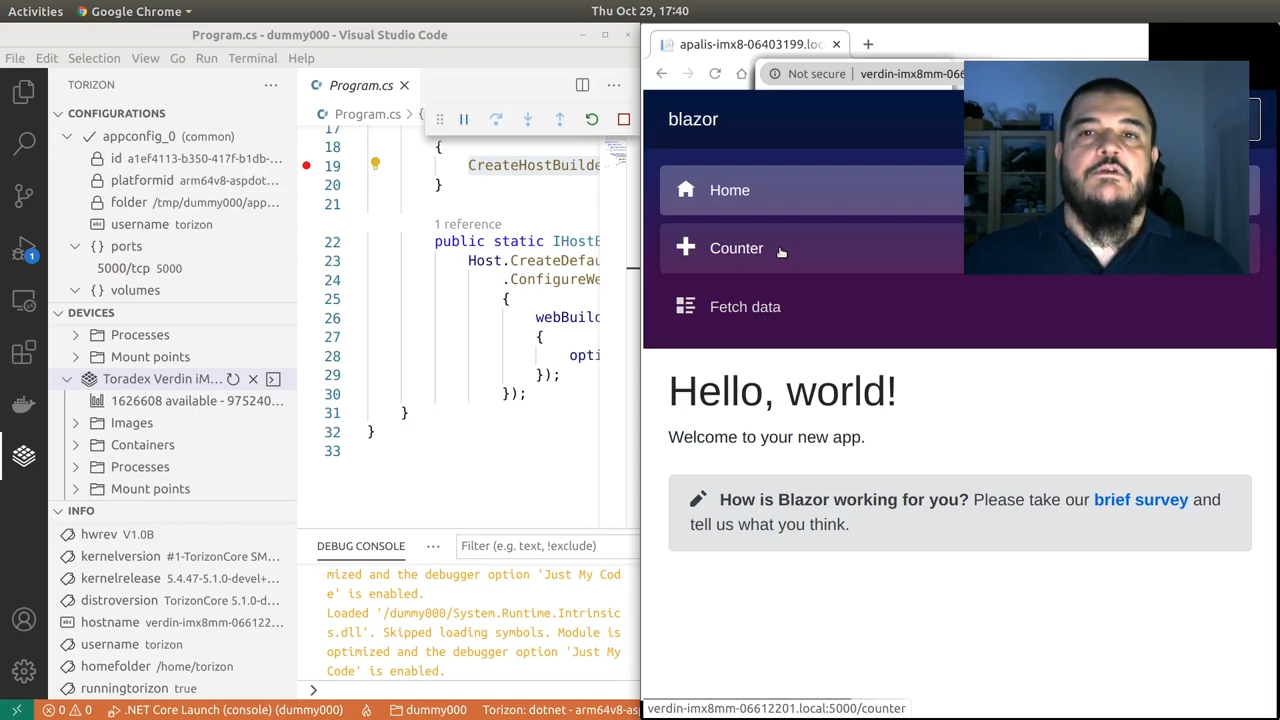 Activities
Google Chrome
Thu Oct 29, 17:40
Program.cs - dummy000 - Visual Studio Code
File Edit Selection View Go Run Terminal Help
TORIZON
CONFIGURATIONS
appconfig_0 (common)
id a1ef4113-b350-417f-b1db-...
platformid arm64v8-aspdot...
folder /tmp/dummy000/app...
username torizon
{} ports
5000/tcp 5000
{} volumes
DEVICES
Processes
Mount points
Toradex Verdin iM...
1626608 available - 975240...
Images
Containers
Processes
Mount points
INFO
hwrev V1.0B
kernelversion #1-TorizonCore SM...
kernelrelease 5.4.47-5.1.0-devel+...
distroversion TorizonCore 5.1.0-d...
hostname verdin-imx8mm-06122...
username torizon
homefolder /home/torizon
runningtorizon true
1
Program.cs
Program.cs {
17
18 {
19 CreateHostBuilde
20 }
21
1 reference
22 public static IHostB
23 Host.CreateDefau
24 .ConfigureWe
25 {
26 webBuild
27 {
28 opti
29 });
30 });
31 }
32 }
33
DEBUG CONSOLE
Filter (e.g. text, !exclude)
mized and the debugger option 'Just My Cod
e' is enabled.
Loaded '/dummy000/System.Runtime.Intrinsic
s.dll'. Skipped loading symbols. Module is
optimized and the debugger option 'Just My
Code' is enabled.
0 0 .NET Core Launch (console) (dummy000) dummy000 Torizon: dotnet - arm64v8-as
apalis-imx8-06403199.loc
Not secure verdin-imx8mm-066
blazor
Home
Counter
Fetch data
Hello, world!
Welcome to your new app.
How is Blazor working for you? Please take our brief survey and
tell us what you think.
verdin-imx8mm-06612201.local:5000/counter